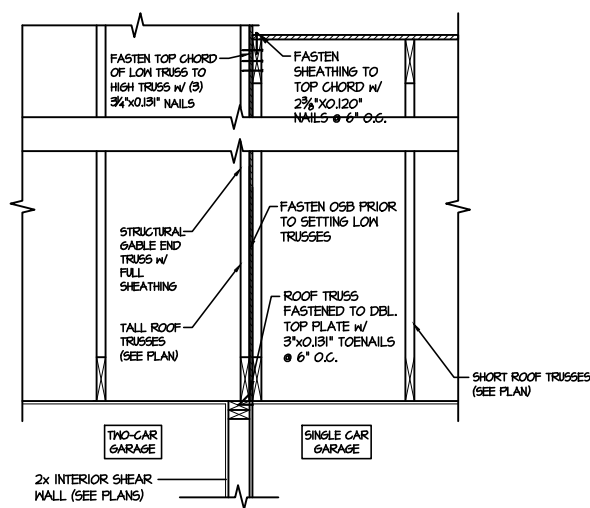 FASTEN TOP CHORD
OF LOW TRUSS TO
HIGH TRUSS w/ (3)
3¼"x0.131" NAILS
FASTEN
SHEATHING TO
TOP CHORD w/
2⅜"x0.120"
NAILS @ 6" O.C.
STRUCTURAL
GABLE END
TRUSS w/
FULL
SHEATHING
FASTEN OSB PRIOR
TO SETTING LOW
TRUSSES
TALL ROOF
TRUSSES
(SEE PLAN)
ROOF TRUSS
FASTENED TO DBL.
TOP PLATE w/
3"x0.131" TOENAILS
@ 6" O.C.
SHORT ROOF TRUSSES
(SEE PLAN)
TWO-CAR
GARAGE
SINGLE CAR
GARAGE
2x INTERIOR SHEAR
WALL (SEE PLANS)